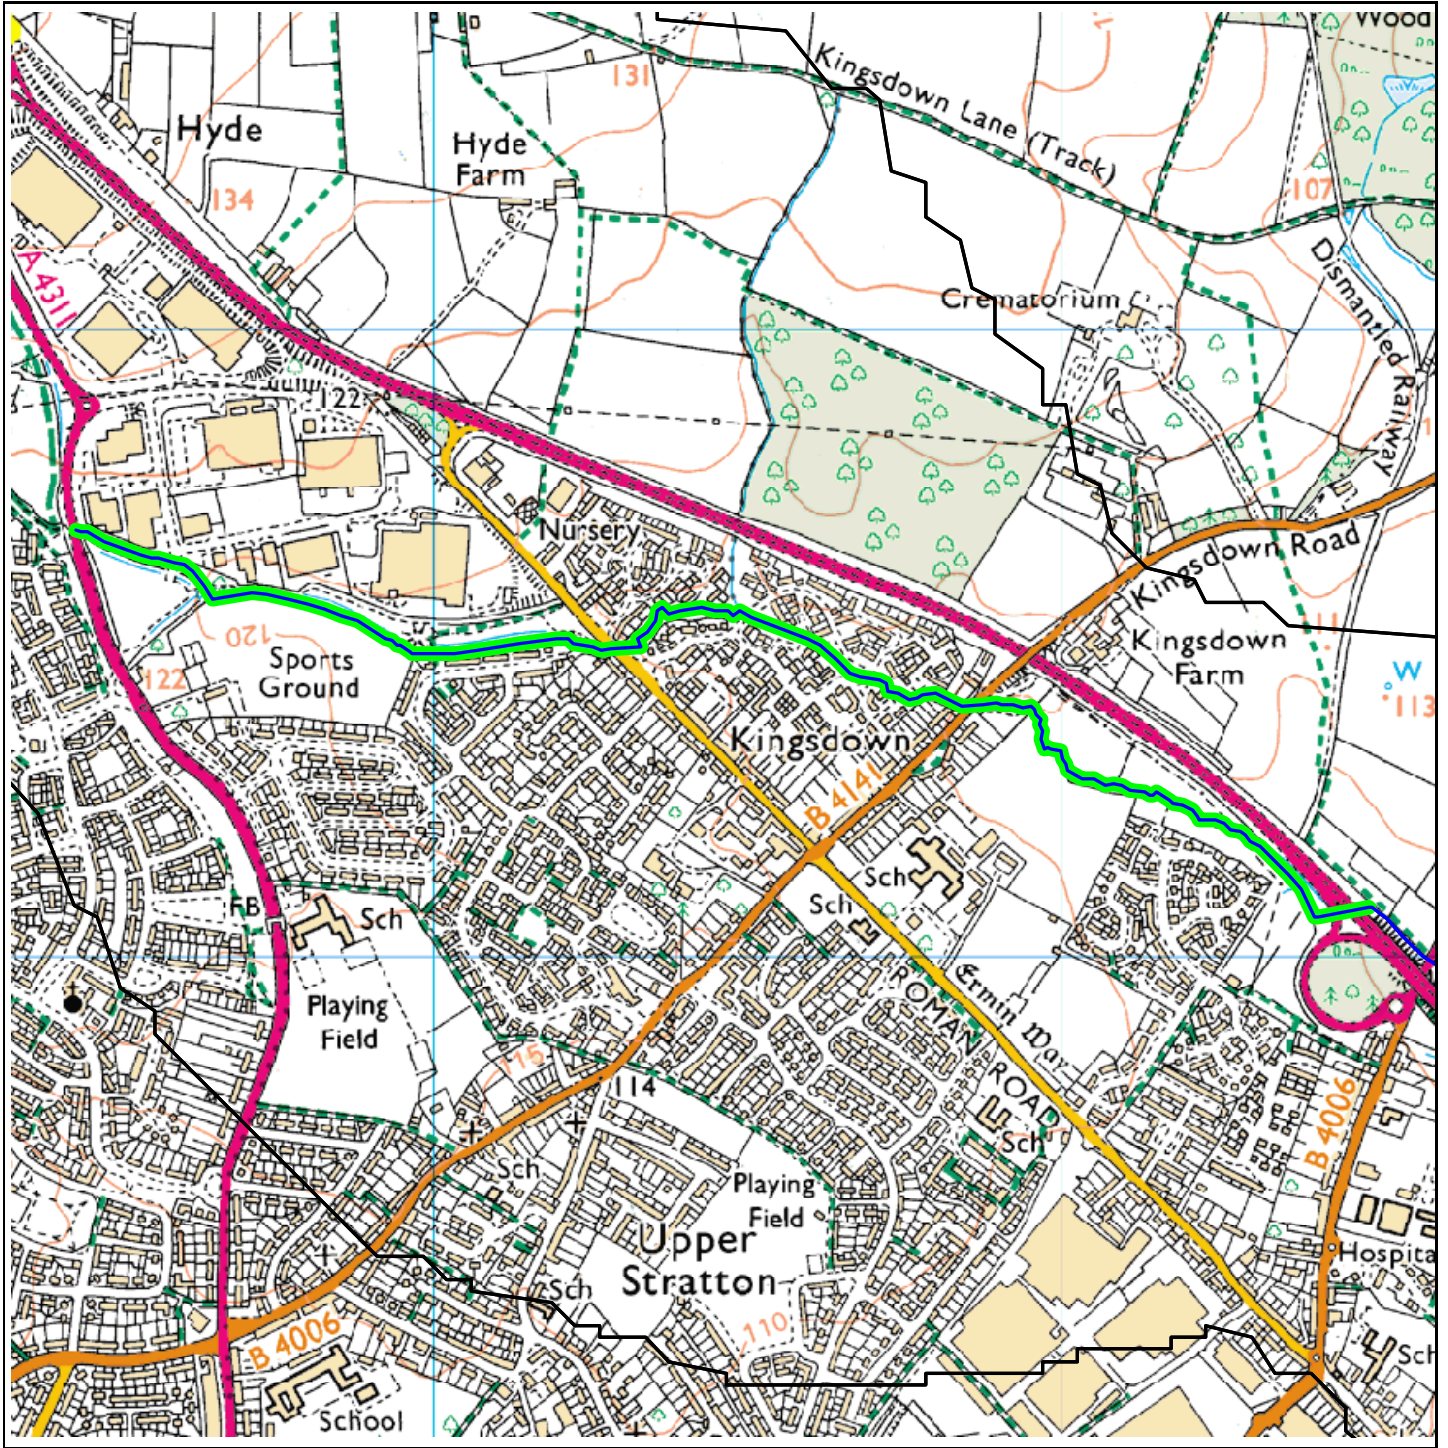 Wood
Kingsdown Lane (Track)
131
Hyde
Hyde
Farm
134
107
A 4311
Crematorium
Dismantled Railway
122
Nursery
Kingsdown Road
120
Sports
Ground
122
Kingsdown
Farm
W
113
111
Kingsdown
B 4141
FB
Sch
Sch
Sch
Playing
Field
Ermin Way
ROMAN ROAD
115
114
Sch
B 4006
Sch
Playing
Field
Upper
Stratton
Hospita
Sch
110
B 4006
Sch
School